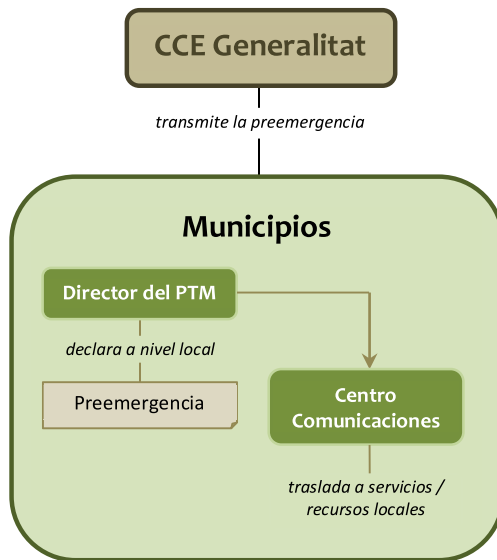 CCE Generalitat
transmite la preemergencia
Municipios
Director del PTM
declara a nivel local
Preemergencia
Centro
Comunicaciones
traslada a servicios /
recursos locales